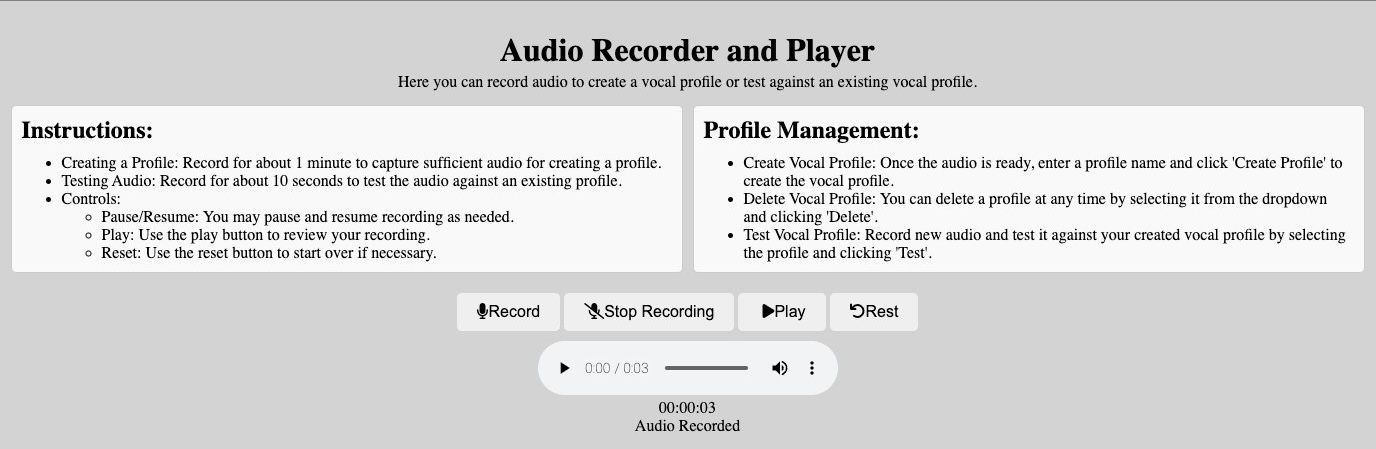 Audio Recorder and Player
Here you can record audio to create a vocal profile or test against an existing vocal profile.
Instructions:
Creating a Profile: Record for about 1 minute to capture sufficient audio for creating a profile.
Testing Audio: Record for about 10 seconds to test the audio against an existing profile.
Controls:
Pause/Resume: You may pause and resume recording as needed.
Play: Use the play button to review your recording.
Reset: Use the reset button to start over if necessary.
Profile Management:
Create Vocal Profile: Once the audio is ready, enter a profile name and click 'Create Profile' to
create the vocal profile.
Delete Vocal Profile: You can delete a profile at any time by selecting it from the dropdown
and clicking 'Delete'.
Test Vocal Profile: Record new audio and test it against your created vocal profile by selecting
the profile and clicking 'Test'.
Record Stop Recording Play Rest
0:00 / 0:03
00:00:03
Audio Recorded